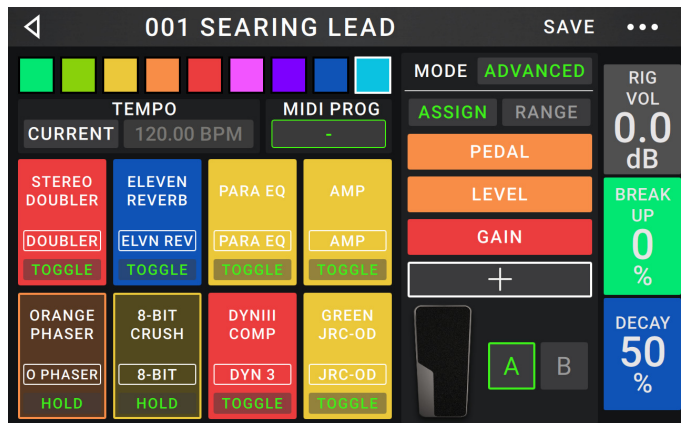 001 SEARING LEAD
SAVE
TEMPO
MIDI PROG
CURRENT
120.00 BPM
-
STEREO
DOUBLER
DOUBLER
TOGGLE
ELEVEN
REVERB
ELVN REV
TOGGLE
PARA EQ
PARA EQ
TOGGLE
AMP
AMP
TOGGLE
ORANGE
PHASER
O PHASER
HOLD
8-BIT
CRUSH
8-BIT
HOLD
DYNIII
COMP
DYN 3
TOGGLE
GREEN
JRC-OD
JRC-OD
TOGGLE
MODE ADVANCED
ASSIGN RANGE
PEDAL
LEVEL
GAIN
+
A B
RIG
VOL
0.0
dB
BREAK
UP
0
%
DECAY
50
%